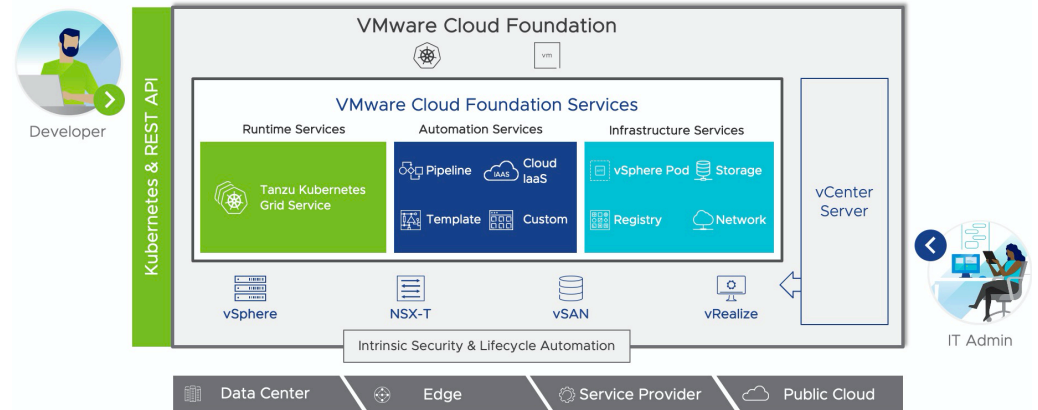 VMware Cloud Foundation
vm
Developer
Kubernetes & REST API
VMware Cloud Foundation Services
Runtime Services
Automation Services
Infrastructure Services
Tanzu Kubernetes
Grid Service
Pipeline
IAAS
Cloud
IaaS
Template
Custom
vSphere Pod
Storage
Registry
Network
vCenter
Server
vSphere
NSX-T
vSAN
vRealize
IT Admin
Intrinsic Security & Lifecycle Automation
Data Center
Edge
Service Provider
Public Cloud